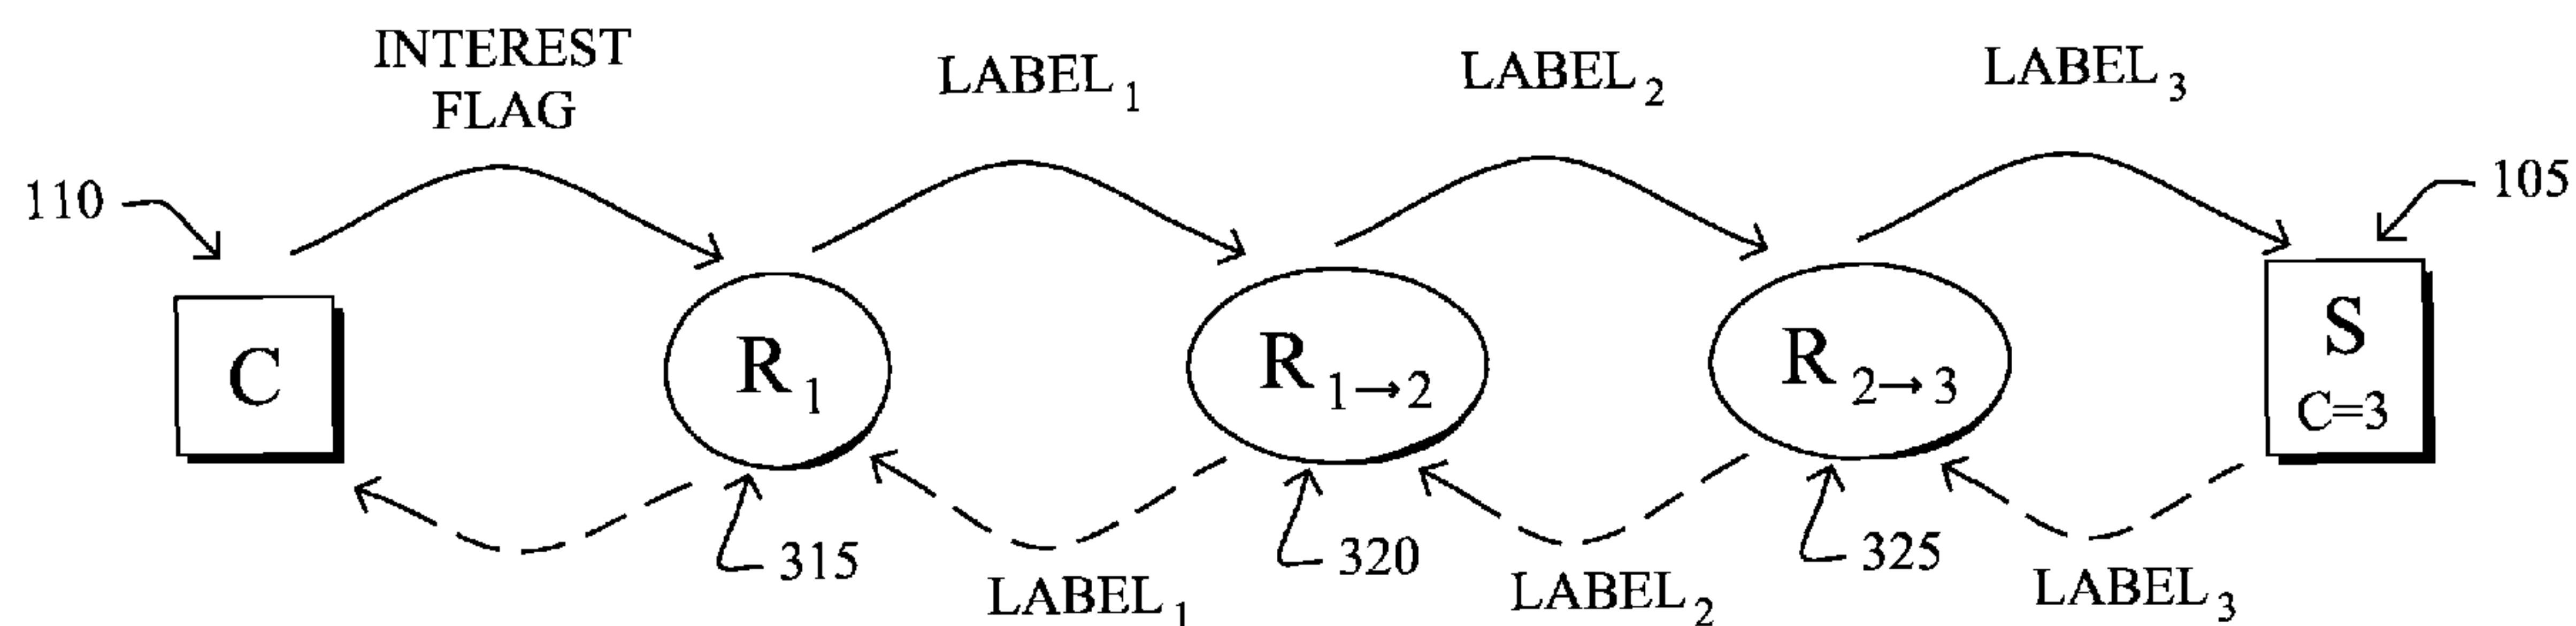 INTEREST
FLAG
LABEL₁
LABEL₂
LABEL₃
110
105
C
R₁
R₁→₂
R₂→₃
S
C=3
315
320
325
LABEL₁
LABEL₂
LABEL₃